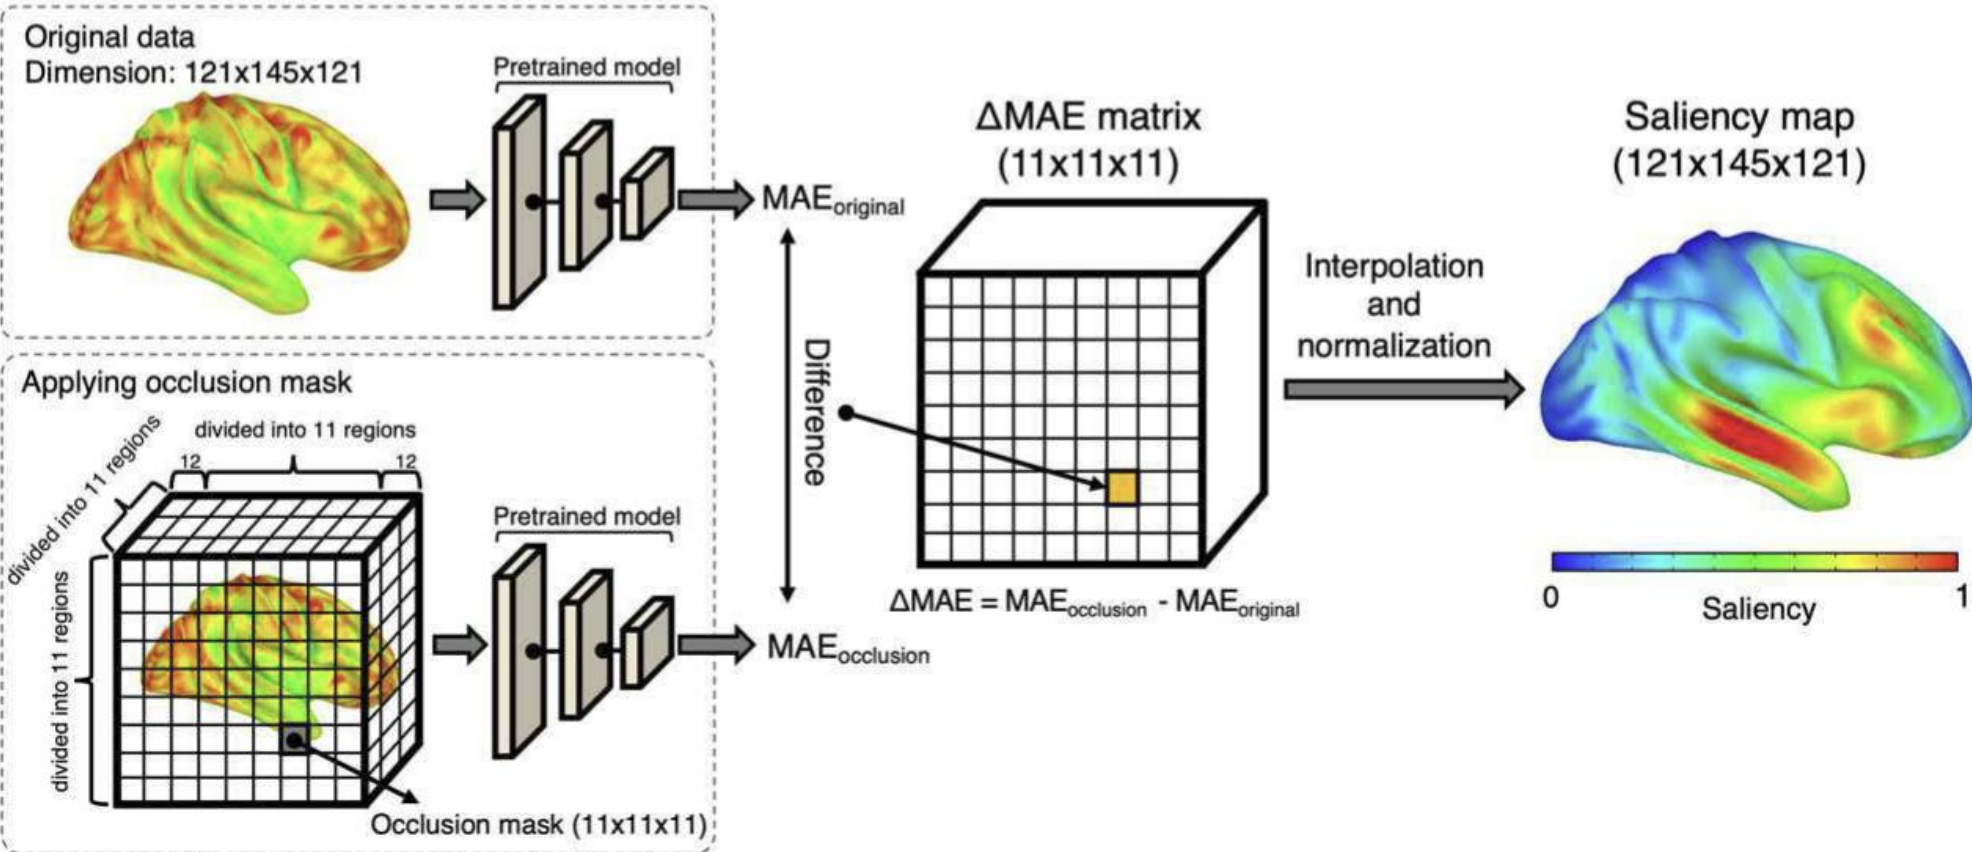 Original data
Dimension: 121x145x121
Pretrained model
MAEoriginal
Applying occlusion mask
divided into 11 regions
divided into 11 regions
12
12
divided into 11 regions
Pretrained model
MAEocclusion
Occlusion mask (11x11x11)
Difference
ΔMAE matrix
(11x11x11)
ΔMAE = MAEocclusion - MAEoriginal
Interpolation
and
normalization
Saliency map
(121x145x121)
0
1
Saliency